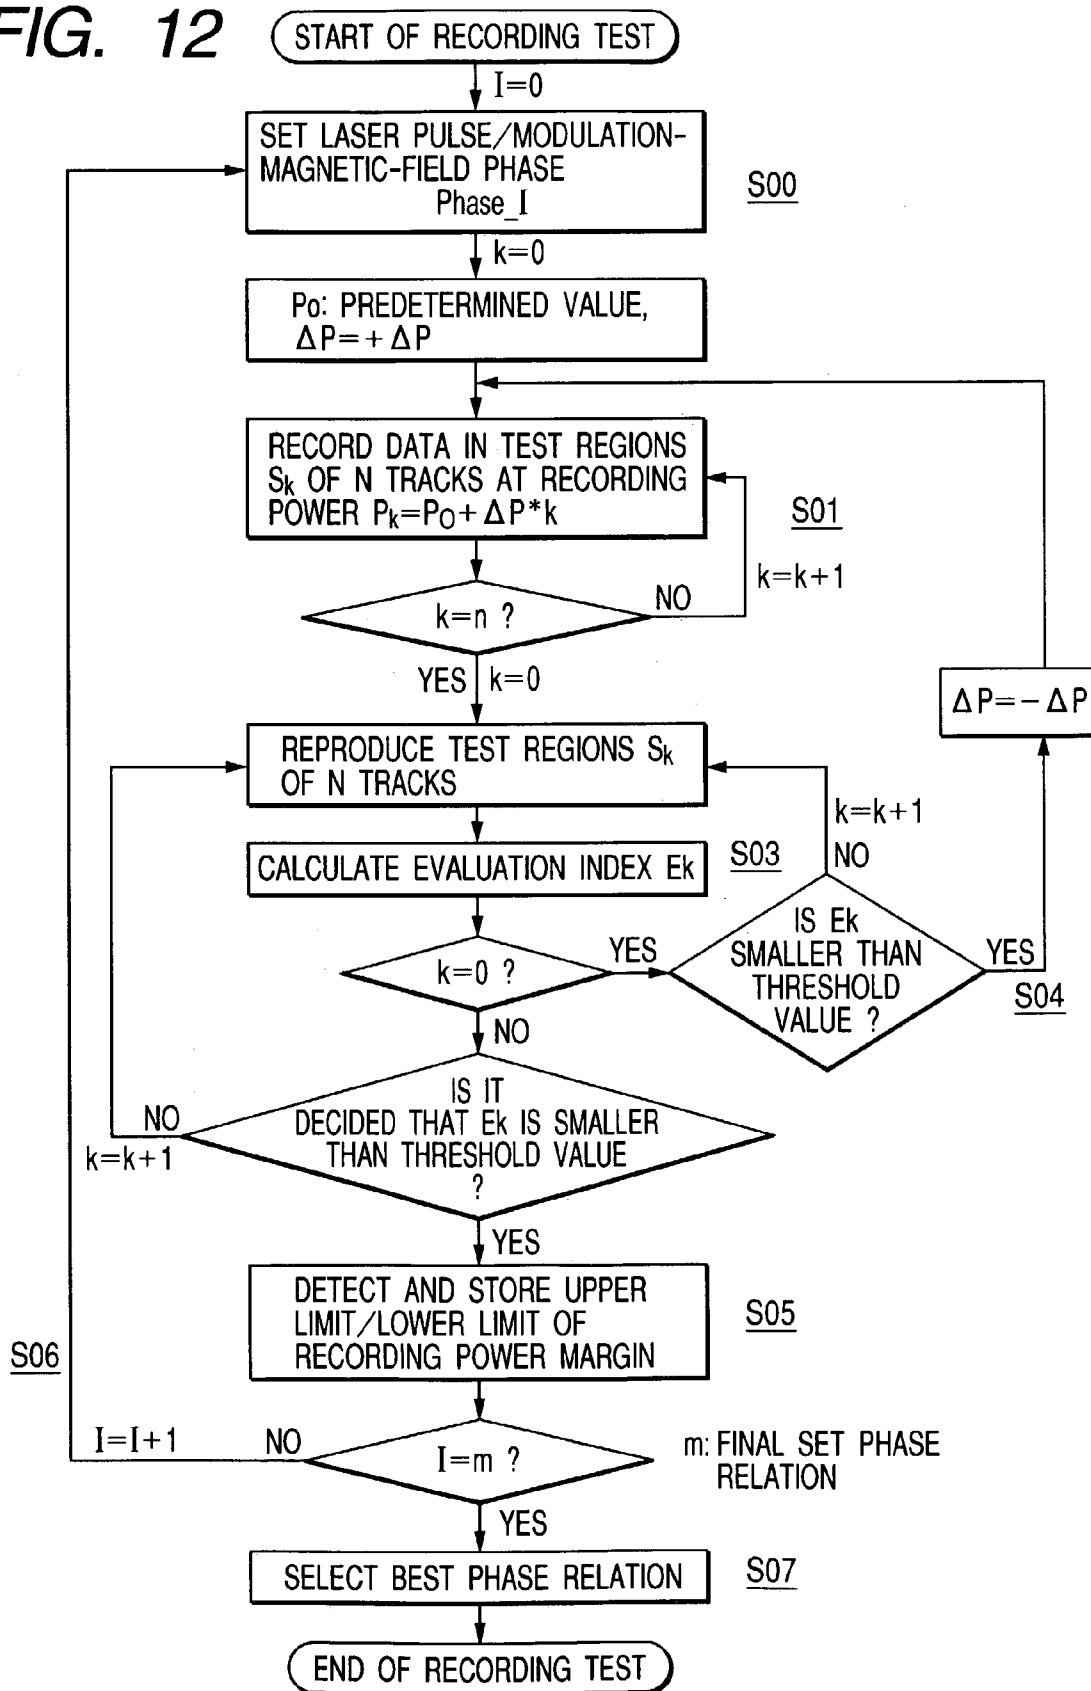 FIG. 12
START OF RECORDING TEST
I=0
SET LASER PULSE/MODULATION-
MAGNETIC-FIELD PHASE
Phase_I
S00
k=0
Po: PREDETERMINED VALUE,
ΔP=+ΔP
RECORD DATA IN TEST REGIONS
Sk OF N TRACKS AT RECORDING
POWER Pk=PO+ΔP*k
S01
k=k+1
k=n ?
NO
YES
k=0
ΔP=-ΔP
REPRODUCE TEST REGIONS Sk
OF N TRACKS
k=k+1
NO
CALCULATE EVALUATION INDEX Ek
S03
IS Ek
SMALLER THAN
THRESHOLD
VALUE ?
YES
S04
k=0 ?
YES
NO
IS IT
DECIDED THAT Ek IS SMALLER
THAN THRESHOLD VALUE
?
NO
k=k+1
YES
DETECT AND STORE UPPER
LIMIT/LOWER LIMIT OF
RECORDING POWER MARGIN
S05
S06
I=I+1
NO
I=m ?
m: FINAL SET PHASE
RELATION
YES
SELECT BEST PHASE RELATION
S07
END OF RECORDING TEST